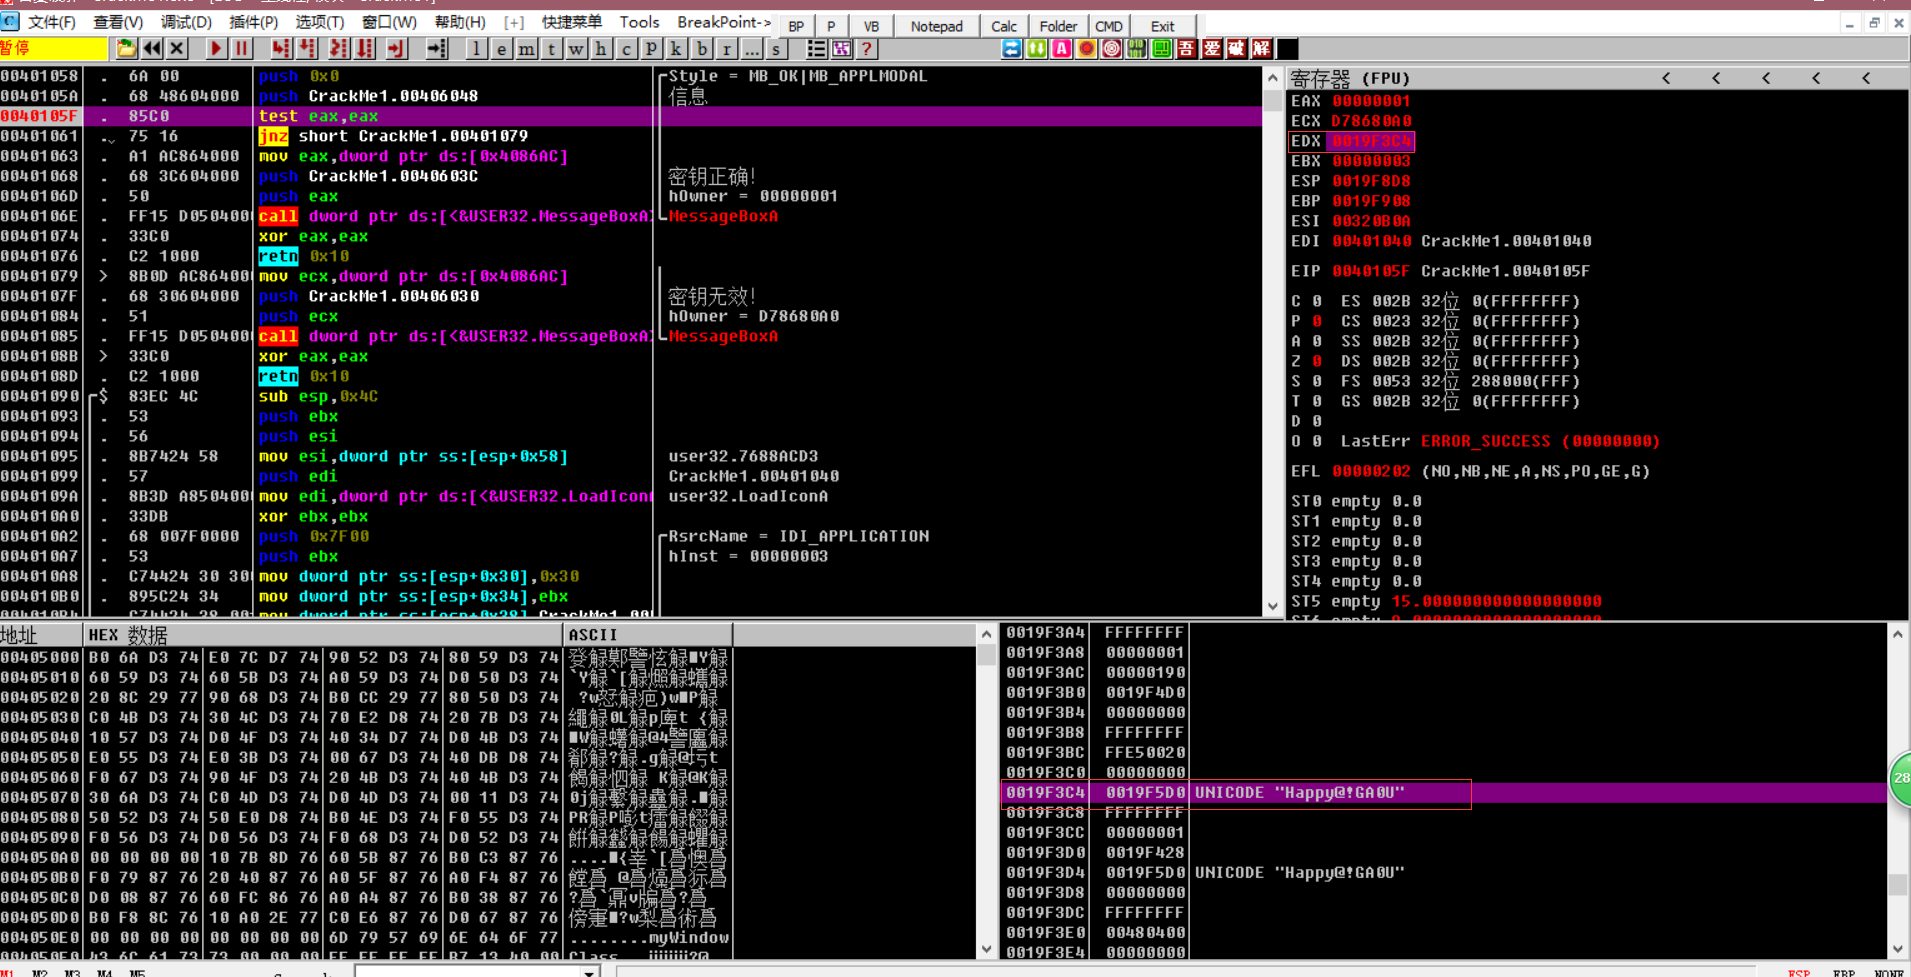 文件(F) 查看(V) 调试(D) 插件(P) 选项(T) 窗口(W) 帮助(H) [+] 快捷菜单 Tools BreakPoint-> BP P VB Notepad Calc Folder CMD Exit
暂停 l e m t w h c p k b r ... s ? 吾 爱 破 解
00401058 . 6A 00 push 0x0 Style = MB_OK|MB_APPLMODAL
0040105A . 68 48604000 push CrackMe1.00406048 信息
0040105F . 85C0 test eax,eax
00401061 . 75 16 jnz short CrackMe1.00401079
00401063 . A1 AC864000 mov eax,dword ptr ds:[0x4086AC]
00401068 . 68 3C604000 push CrackMe1.0040603C 密钥正确!
0040106D . 50 push eax hOwner = 00000001
0040106E . FF15 D0504000 call dword ptr ds:[<&USER32.MessageBoxA> MessageBoxA
00401074 . 33C0 xor eax,eax
00401076 . C2 1000 retn 0x10
00401079 > 8B0D AC864000 mov ecx,dword ptr ds:[0x4086AC]
0040107F . 68 30604000 push CrackMe1.00406030 密钥无效!
00401084 . 51 push ecx hOwner = D78680A0
00401085 . FF15 D0504000 call dword ptr ds:[<&USER32.MessageBoxA> MessageBoxA
0040108B > 33C0 xor eax,eax
0040108D . C2 1000 retn 0x10
00401090 $ 83EC 4C sub esp,0x4C
00401093 . 53 push ebx
00401094 . 56 push esi
00401095 . 8B7424 58 mov esi,dword ptr ss:[esp+0x58] user32.7688ACD3
00401099 . 57 push edi CrackMe1.00401040
0040109A . 8B3D A8504000 mov edi,dword ptr ds:[<&USER32.LoadIconA user32.LoadIconA
004010A0 . 33DB xor ebx,ebx
004010A2 . 68 007F0000 push 0x7F00 RsrcName = IDI_APPLICATION
004010A7 . 53 push ebx hInst = 00000003
004010A8 . C74424 30 30 mov dword ptr ss:[esp+0x30],0x30
004010B0 . 895C24 34 mov dword ptr ss:[esp+0x34],ebx
寄存器 (FPU) < < < < <
EAX 00000001
ECX D78680A0
EDX 0019F3C4
EBX 00000003
ESP 0019F8D8
EBP 0019F908
ESI 00320B0A
EDI 00401040 CrackMe1.00401040
EIP 0040105F CrackMe1.0040105F
C 0 ES 002B 32位 0(FFFFFFFF)
P 0 CS 0023 32位 0(FFFFFFFF)
A 0 SS 002B 32位 0(FFFFFFFF)
Z 0 DS 002B 32位 0(FFFFFFFF)
S 0 FS 0053 32位 288000(FFF)
T 0 GS 002B 32位 0(FFFFFFFF)
D 0
O 0 LastErr ERROR_SUCCESS (00000000)
EFL 00000202 (NO,NB,NE,A,NS,PO,GE,G)
ST0 empty 0.0
ST1 empty 0.0
ST2 empty 0.0
ST3 empty 0.0
ST4 empty 0.0
ST5 empty 15.000000000000000000
地址 HEX 数据 ASCII
00405000 B0 6A D3 74 E0 7C D7 74 90 52 D3 74 80 59 D3 74
00405010 60 59 D3 74 60 5B D3 74 A0 59 D3 74 D0 50 D3 74
00405020 20 8C 29 77 90 68 D3 74 B0 CC 29 77 80 50 D3 74
00405030 C0 4B D3 74 30 4C D3 74 70 E2 D8 74 20 7B D3 74
00405040 10 57 D3 74 D0 4F D3 74 40 34 D7 74 D0 4B D3 74
00405050 E0 55 D3 74 E0 3B D3 74 00 67 D3 74 40 DB D8 74
00405060 F0 67 D3 74 90 4F D3 74 20 4B D3 74 40 4B D3 74
00405070 30 6A D3 74 C0 4D D3 74 D0 4D D3 74 00 11 D3 74
00405080 50 52 D3 74 50 E0 D8 74 B0 4E D3 74 F0 55 D3 74
00405090 F0 56 D3 74 D0 56 D3 74 F0 68 D3 74 D0 52 D3 74
004050A0 00 00 00 00 10 7B 8D 76 60 5B 87 76 B0 C3 87 76
004050B0 F0 79 87 76 20 40 87 76 A0 5F 87 76 A0 F4 87 76
004050C0 D0 08 87 76 60 FC 86 76 A0 A4 87 76 B0 38 87 76
004050D0 B0 F8 8C 76 10 A0 2E 77 C0 E6 87 76 D0 67 87 76
004050E0 00 00 00 00 00 00 00 00 6D 79 57 69 6E 64 6F 77 ........myWindow
0019F3A4 FFFFFFFF
0019F3A8 00000001
0019F3AC 00000190
0019F3B0 0019F4D0
0019F3B4 00000000
0019F3B8 FFFFFFFF
0019F3BC FFE50020
0019F3C0 00000000
0019F3C4 0019F5D0 UNICODE "Happy@!GA0U"
0019F3C8 FFFFFFFF
0019F3CC 00000001
0019F3D0 0019F428
0019F3D4 0019F5D0 UNICODE "Happy@!GA0U"
0019F3D8 00000000
0019F3DC FFFFFFFF
0019F3E0 00480400
0019F3E4 00000000
28
M1 M2 M3 M4 M5
ESP EBP NONE